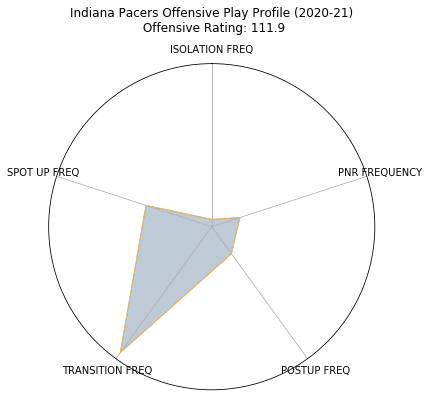 Indiana Pacers Offensive Play Profile (2020-21)
Offensive Rating: 111.9
ISOLATION FREQ
SPOT UP FREQ
PNR FREQUENCY
TRANSITION FREQ
POSTUP FREQ